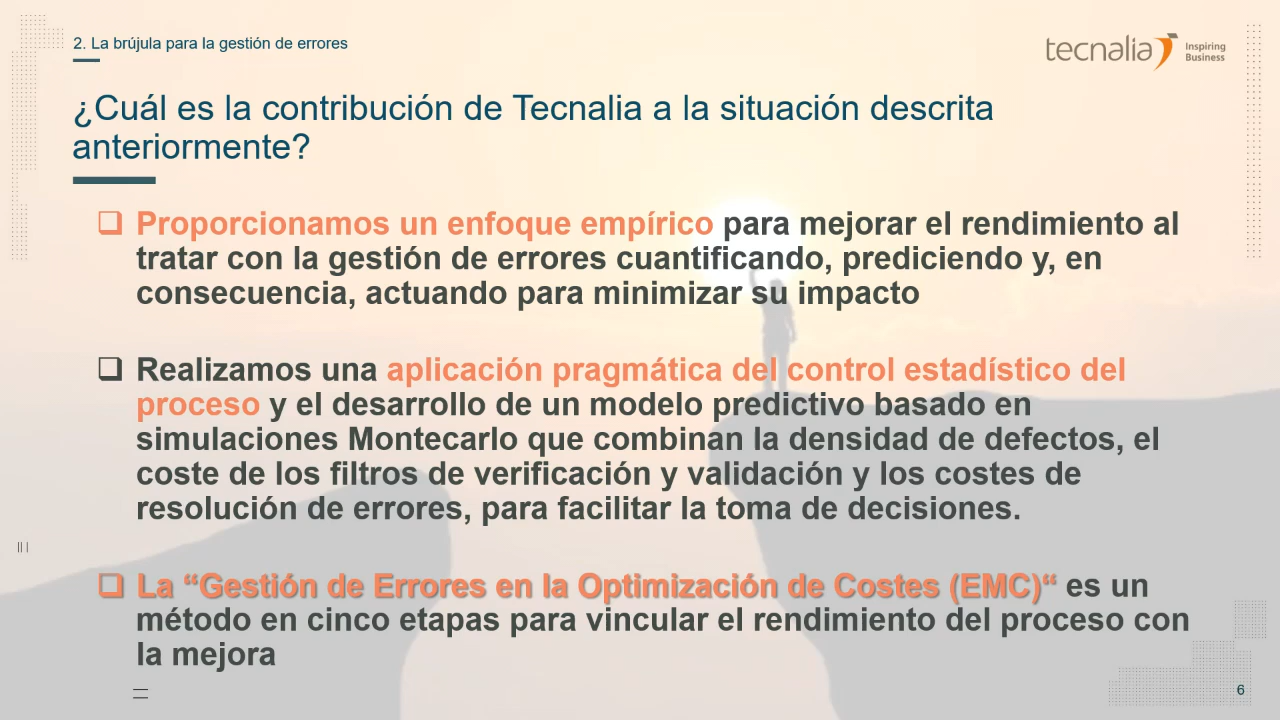 2. La brújula para la gestión de errores
tecnalia Inspiring
Business
¿Cuál es la contribución de Tecnalia a la situación descrita
anteriormente?
Proporcionamos un enfoque empírico para mejorar el rendimiento al
tratar con la gestión de errores cuantificando, prediciendo y, en
consecuencia, actuando para minimizar su impacto
Realizamos una aplicación pragmática del control estadístico del
proceso y el desarrollo de un modelo predictivo basado en
simulaciones Montecarlo que combinan la densidad de defectos, el
coste de los filtros de verificación y validación y los costes de
resolución de errores, para facilitar la toma de decisiones.
La “Gestión de Errores en la Optimización de Costes (EMC)“ es un
método en cinco etapas para vincular el rendimiento del proceso con
la mejora
6